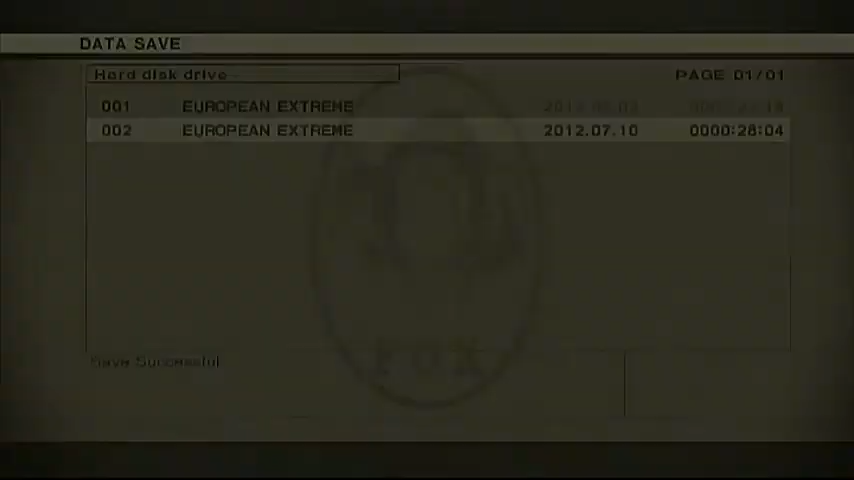 DATA SAVE
Hard disk drive
PAGE 01/01
001 EUROPEAN EXTREME
002 EUROPEAN EXTREME 2012.07.10 0000:28:04
Save Successful
FOX